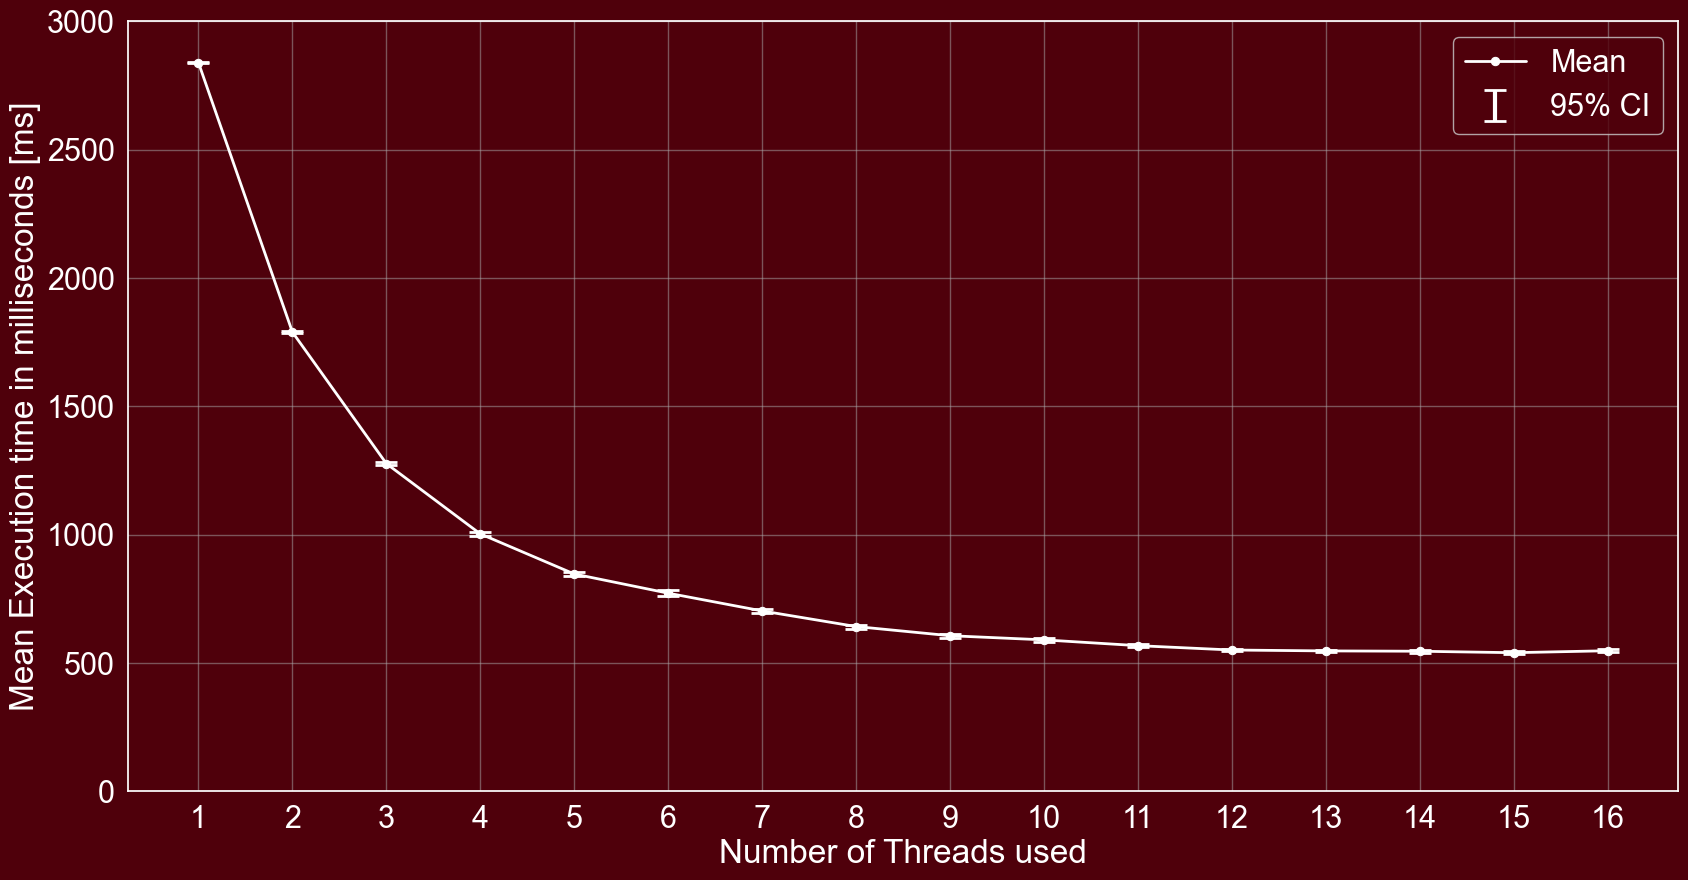 3000
2500
2000
1500
1000
500
0
Mean Execution time in milliseconds [ms]
Mean
95% CI
1 2 3 4 5 6 7 8 9 10 11 12 13 14 15 16
Number of Threads used